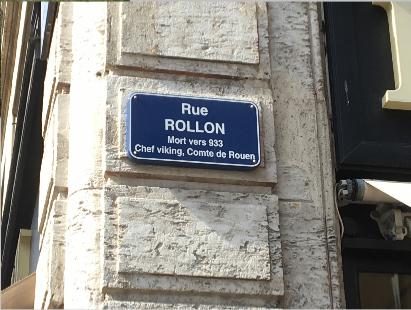 Rue
ROLLON
Mort vers 933
Chef viking, Comte de Rouen